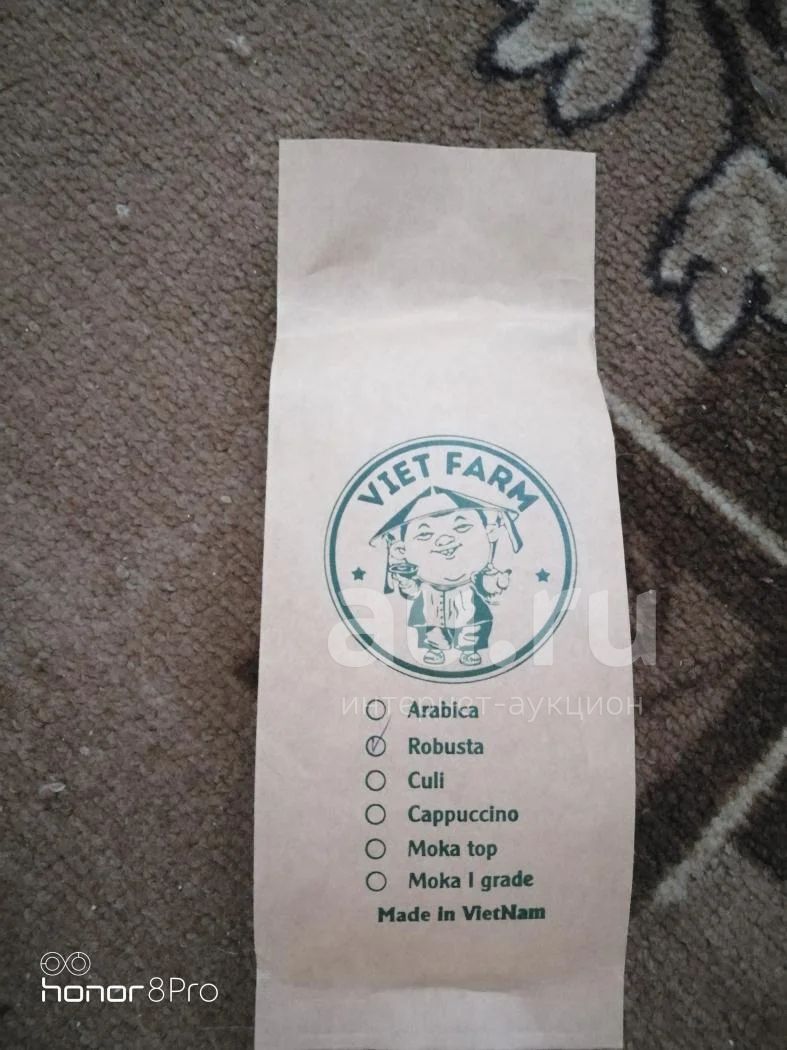 VIET FARM
au.ru
интернет-аукцион
Arabica
Robusta
Culi
Cappuccino
Moka top
Moka I grade
Made in VietNam
honor 8Pro